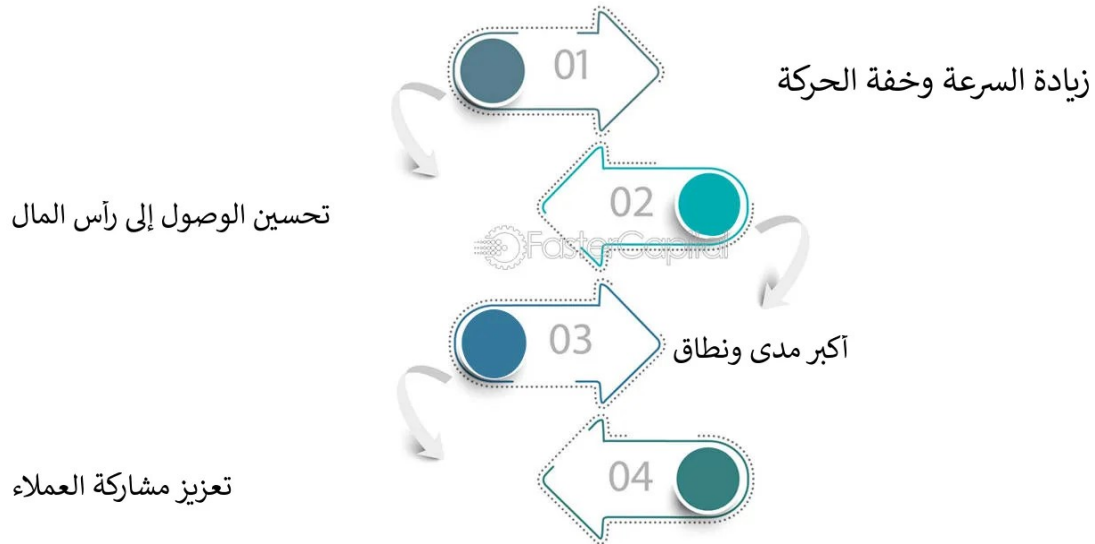 01
زيادة السرعة وخفة الحركة
02
تحسين الوصول إلى رأس المال
FasterCapital
03
أكبر مدى ونطاق
04
تعزيز مشاركة العملاء